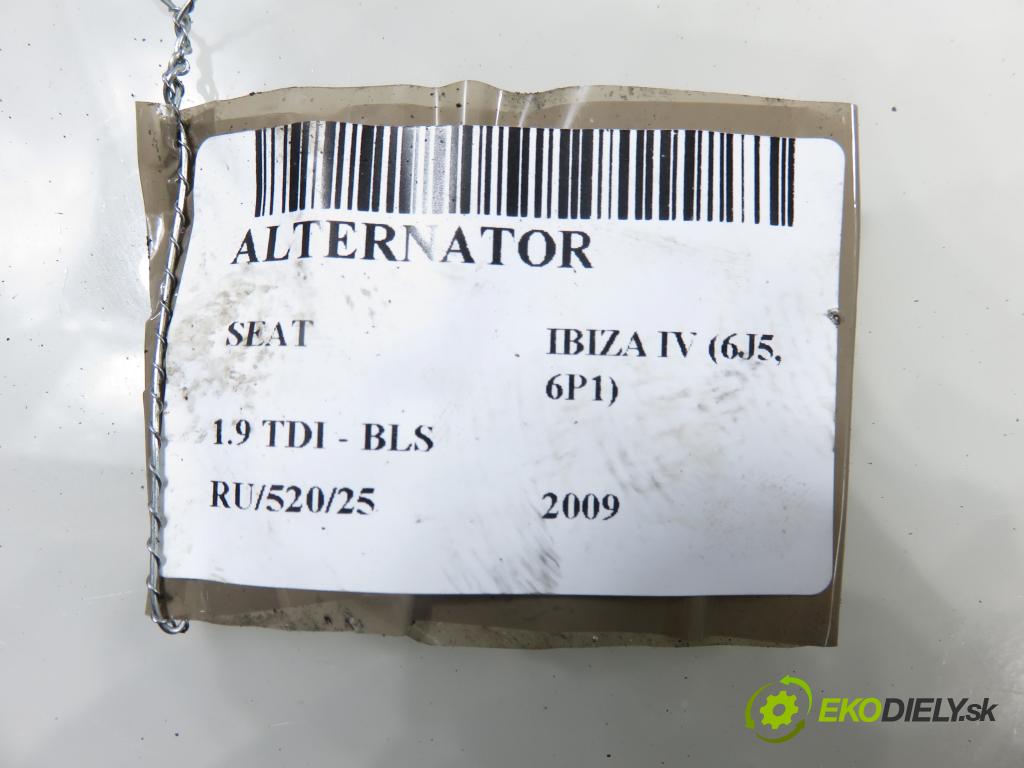 ALTERNATOR
SEAT IBIZA IV (6J5,
6P1)
1.9 TDI - BLS
RU/520/25 2009
EKODIELY.sk